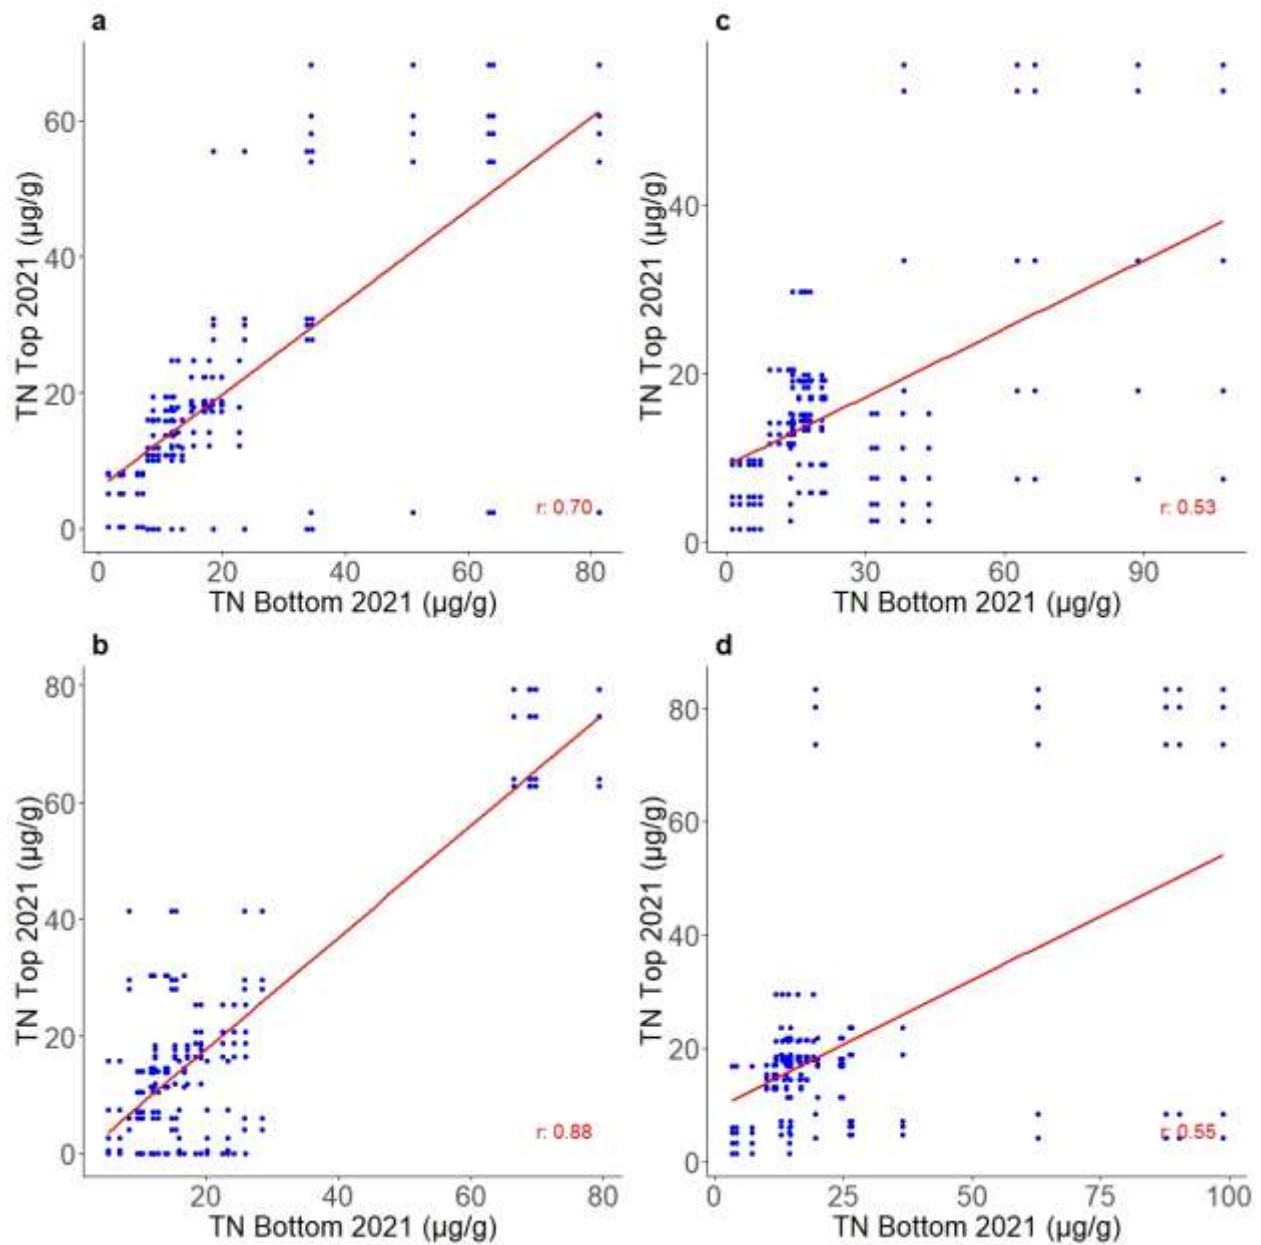 a
60
40
20
0
TN Top 2021 (µg/g)
r: 0.70
0 20 40 60 80
TN Bottom 2021 (µg/g)
c
40
20
0
TN Top 2021 (µg/g)
r: 0.53
0 30 60 90
TN Bottom 2021 (µg/g)
b
80
60
40
20
0
TN Top 2021 (µg/g)
r: 0.88
20 40 60 80
TN Bottom 2021 (µg/g)
d
80
60
40
20
0
TN Top 2021 (µg/g)
r: 0.55
0 25 50 75 100
TN Bottom 2021 (µg/g)